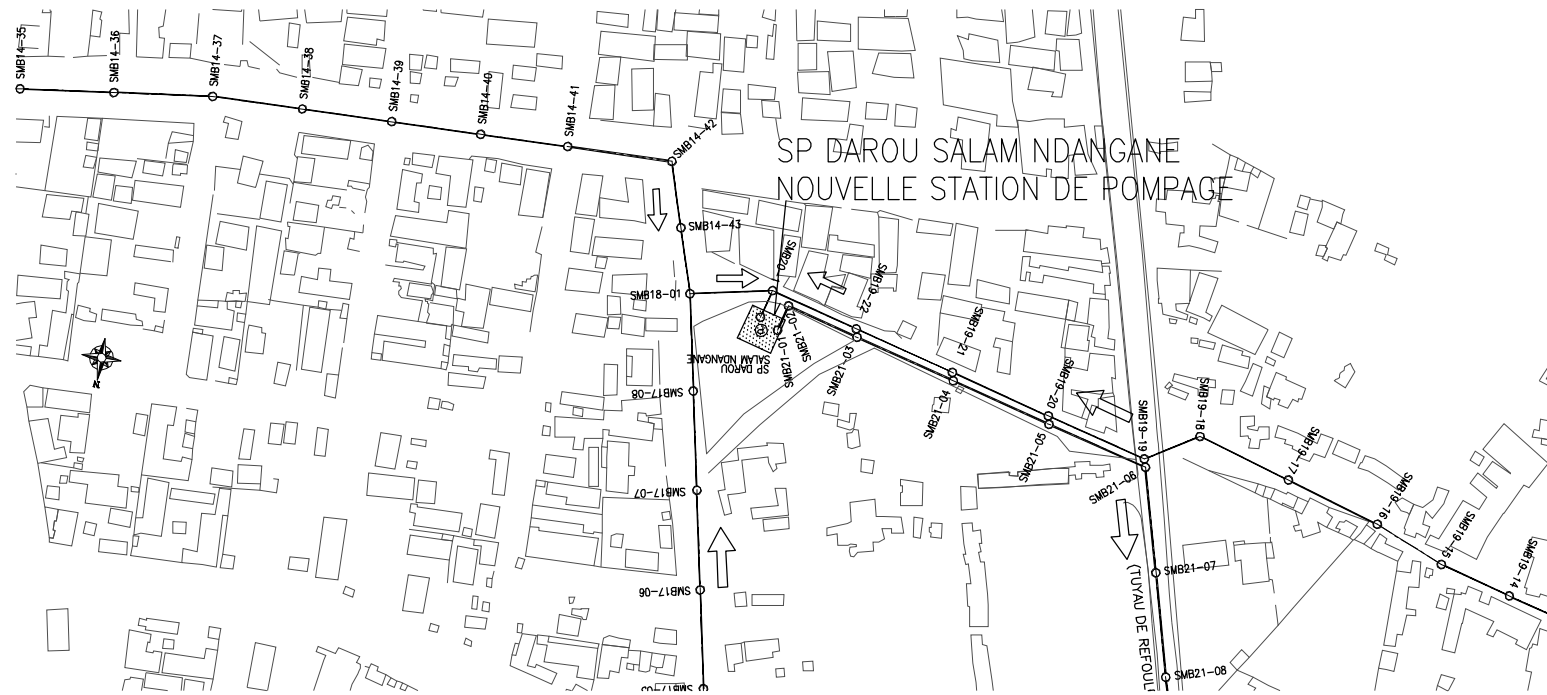 SMB14-35
SMB14-36
SMB14-37
SMB14-38
SMB14-39
SMB14-40
SMB14-41
SMB14-42
SP DAROU SALAM NDANGANE
NOUVELLE STATION DE POMPAGE
SMB14-43
SMB18-01
SMB19-22
SMB21-01
SMB21-02
SMB21-03
SP DAROU
SALAM NDANGANE
SMB19-21
SMB17-08
SMB21-04
SMB19-20
SMB21-05
SMB19-19
SMB19-18
SMB21-06
SMB19-17
SMB17-07
SMB19-16
SMB19-15
SMB19-14
SMB21-07
SMB17-06
(TUYAU DE REFOUL
SMB21-08
SMB17-05
N